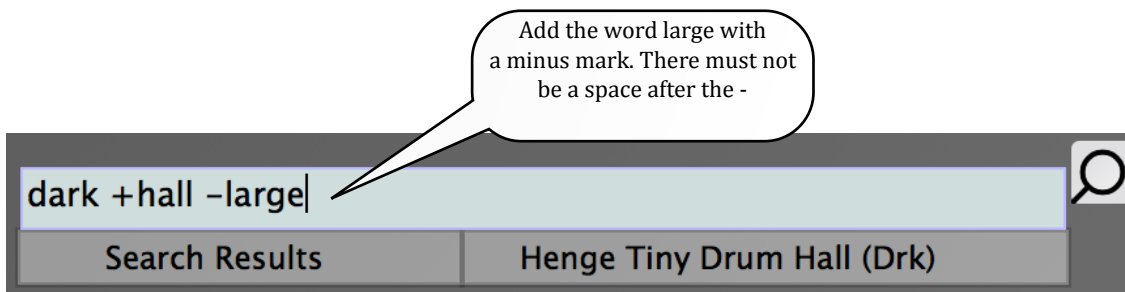 Add the word large with
a minus mark. There must not
be a space after the -
dark +hall –large
Search Results
Henge Tiny Drum Hall (Drk)